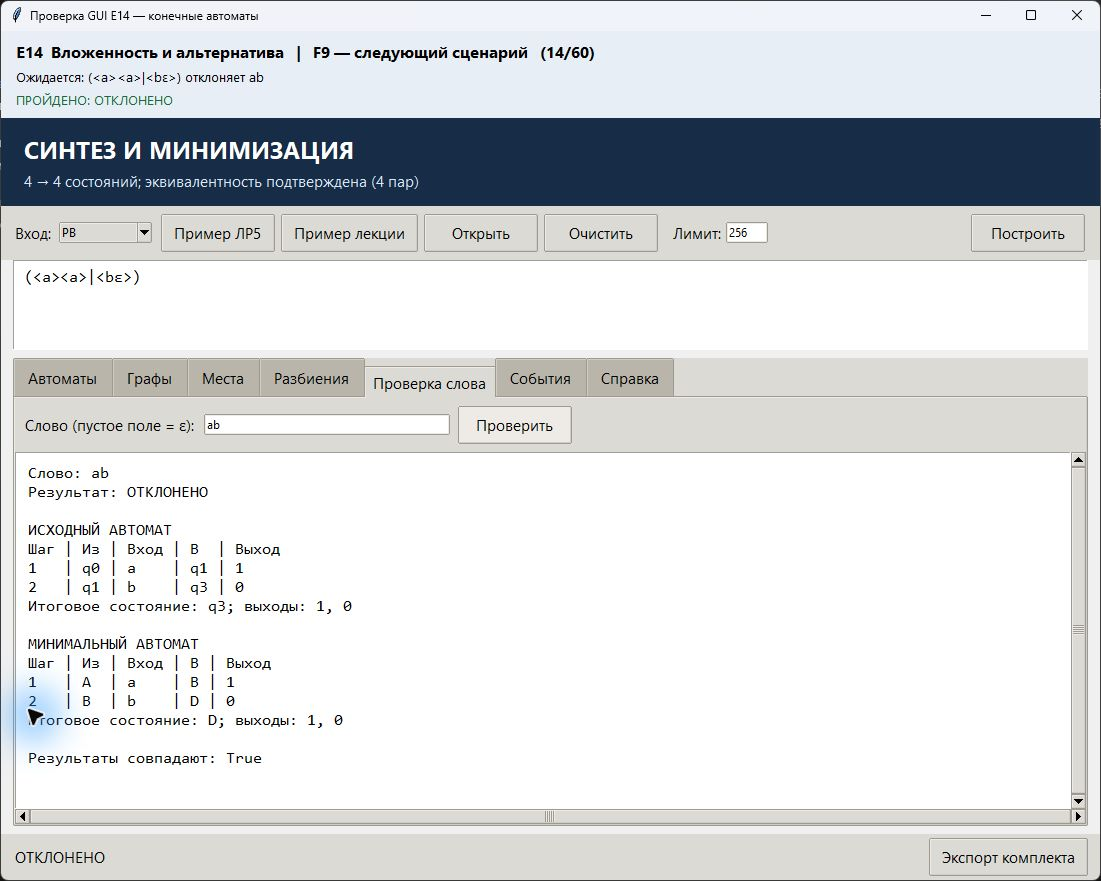 Проверка GUI E14 — конечные автоматы
E14 Вложенность и альтернатива | F9 — следующий сценарий (14/60)
Ожидается: (<a><a>|<bε>) отклоняет ab
ПРОЙДЕНО: ОТКЛОНЕНО
СИНТЕЗ И МИНИМИЗАЦИЯ
4 → 4 состояний; эквивалентность подтверждена (4 пар)
Вход: РВ Пример ЛР5 Пример лекции Открыть Очистить Лимит: 256 Построить
(<a><a>|<bε>)
Автоматы Графы Места Разбиения Проверка слова События Справка
Слово (пустое поле = ε): ab Проверить
Слово: ab
Результат: ОТКЛОНЕНО
ИСХОДНЫЙ АВТОМАТ
Шаг | Из | Вход | В | Выход
1 | q0 | a | q1 | 1
2 | q1 | b | q3 | 0
Итоговое состояние: q3; выходы: 1, 0
МИНИМАЛЬНЫЙ АВТОМАТ
Шаг | Из | Вход | В | Выход
1 | A | a | B | 1
2 | B | b | D | 0
Итоговое состояние: D; выходы: 1, 0
Результаты совпадают: True
ОТКЛОНЕНО Экспорт комплекта